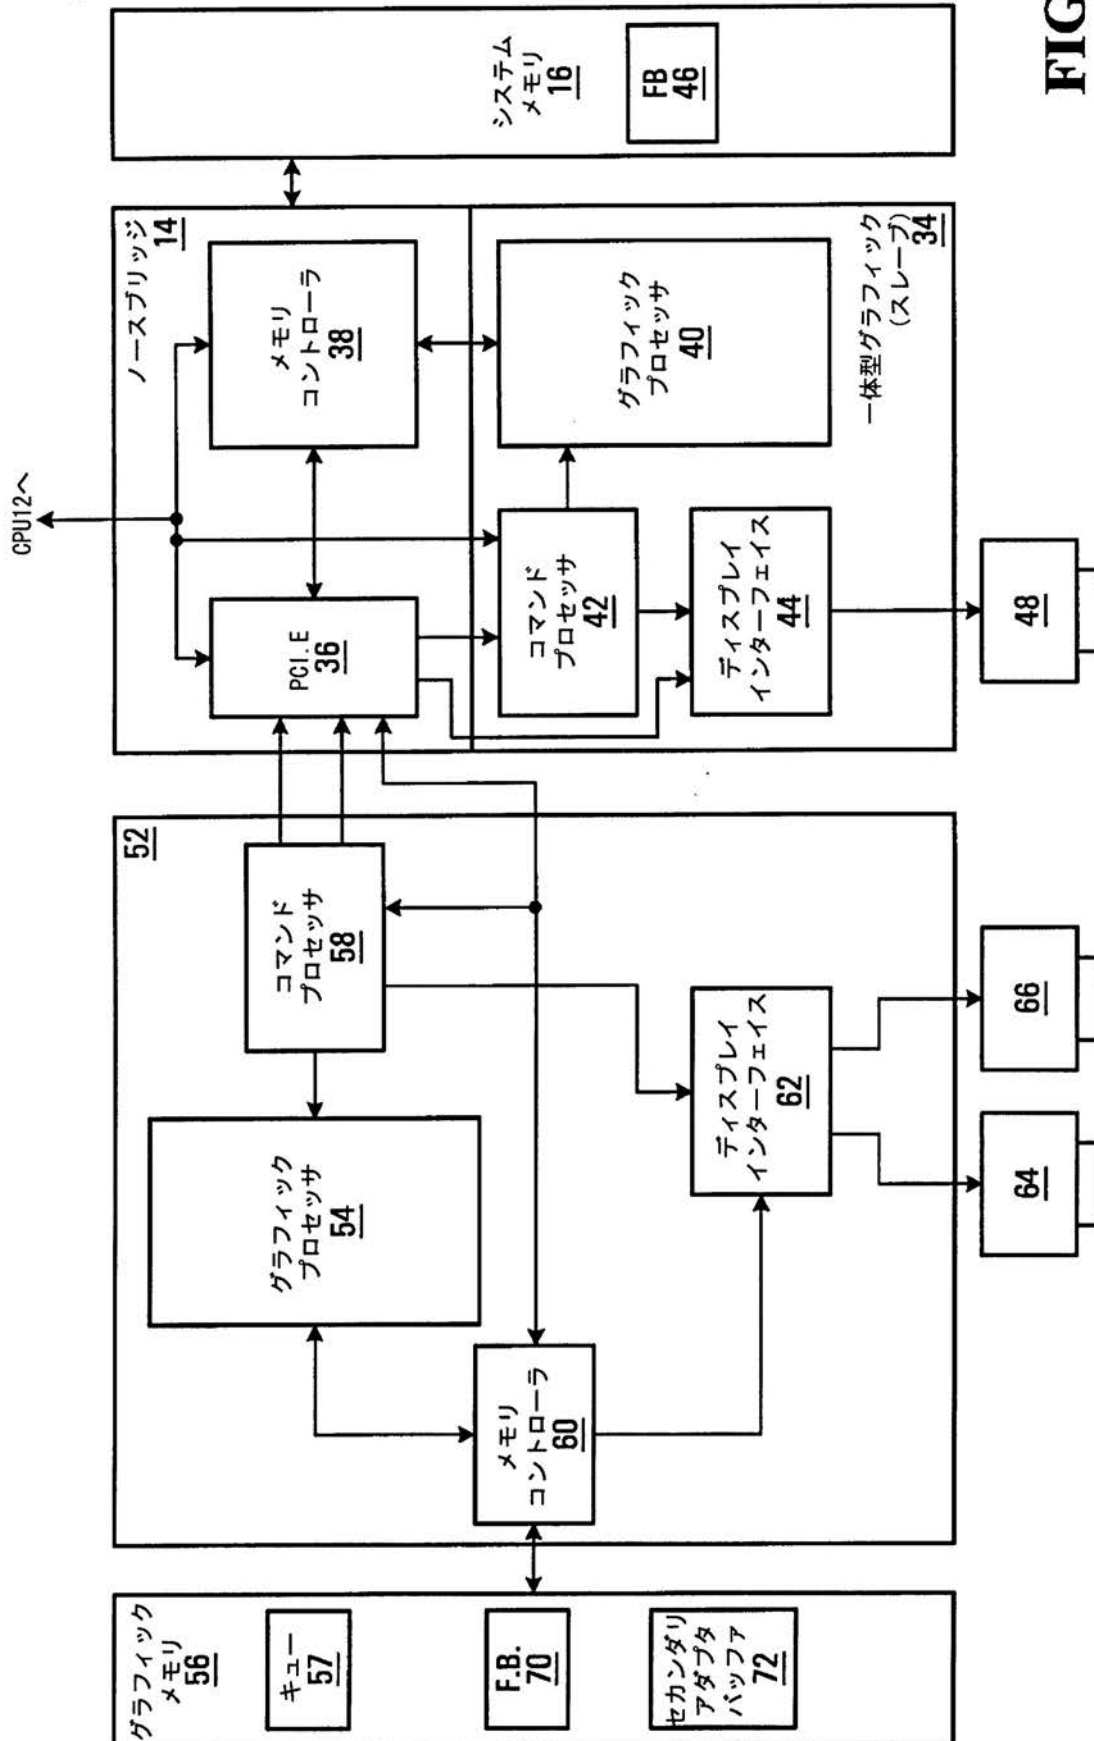 FIG
システム
メモリ
16
FB
46
CPU12へ
ノースブリッジ
14
メモリ
コントローラ
38
PCI.E
36
グラフィック
プロセッサ
40
コマンド
プロセッサ
42
ディスプレイ
インターフェイス
44
一体型グラフィック
(スレーブ)
34
48
52
コマンド
プロセッサ
58
グラフィック
プロセッサ
54
メモリ
コントローラ
60
ディスプレイ
インターフェイス
62
66
64
グラフィック
メモリ
56
キュー
57
F.B.
70
セカンダリ
アダプタ
バッファ
72